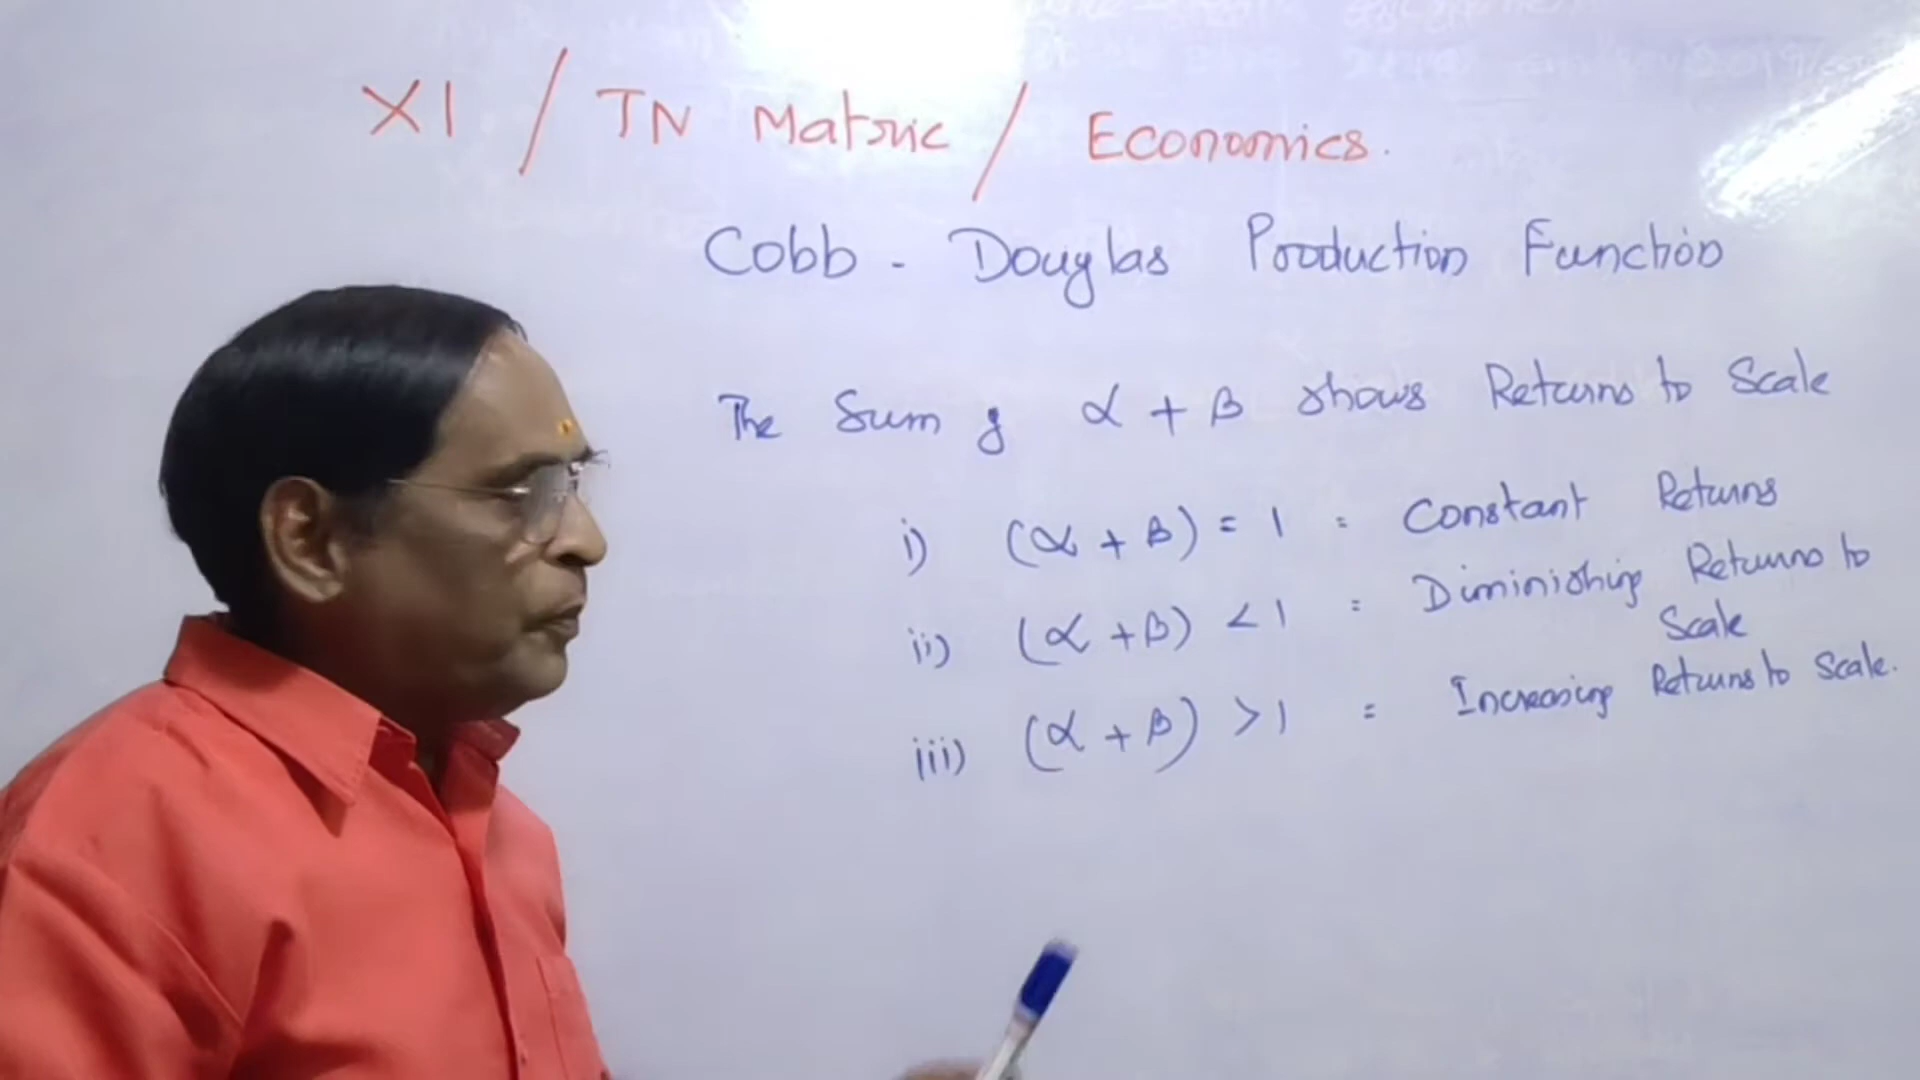 XI / TN Matric / Economics.
Cobb - Douglas Production Function
The Sum of α + β shows Returns to Scale
i) (α + β) = 1 = Constant Returns
ii) (α + β) < 1 = Diminishing Returns to
Scale
iii) (α + β) > 1 = Increasing Returns to Scale.